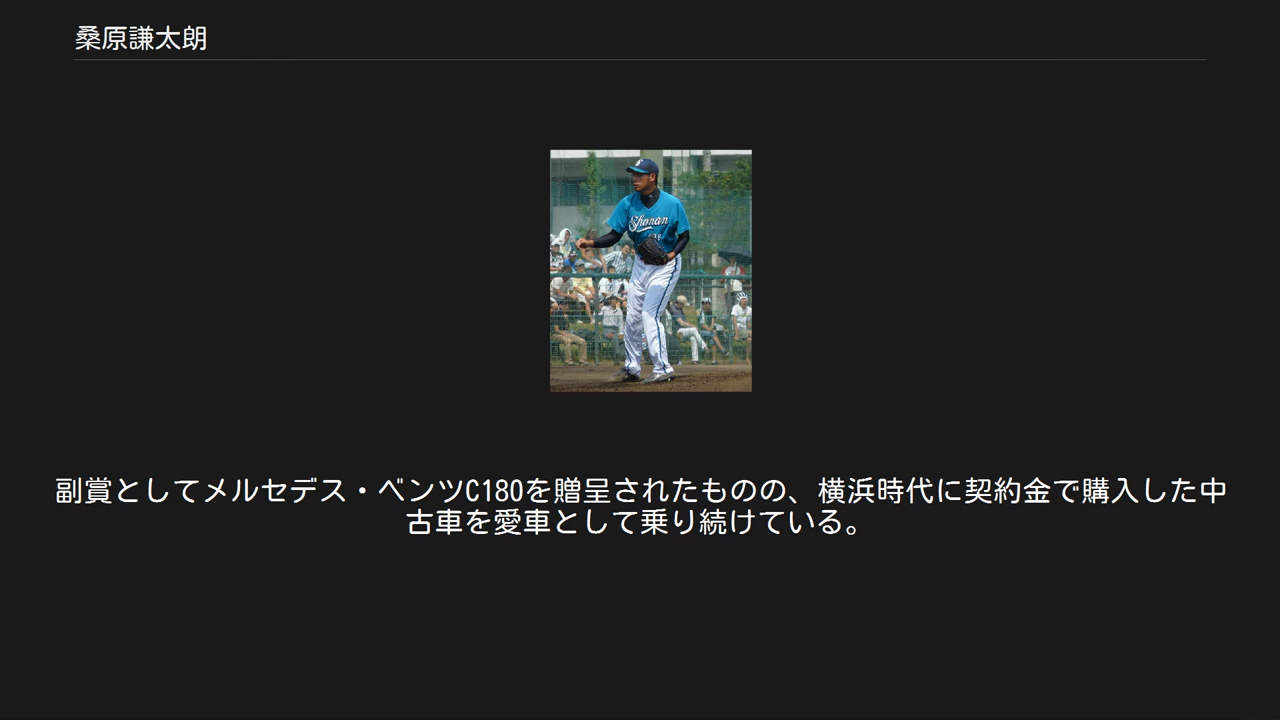 桑原謙太朗
Shonan
副賞としてメルセデス・ベンツC180を贈呈されたものの、横浜時代に契約金で購入した中
古車を愛車として乗り続けている。